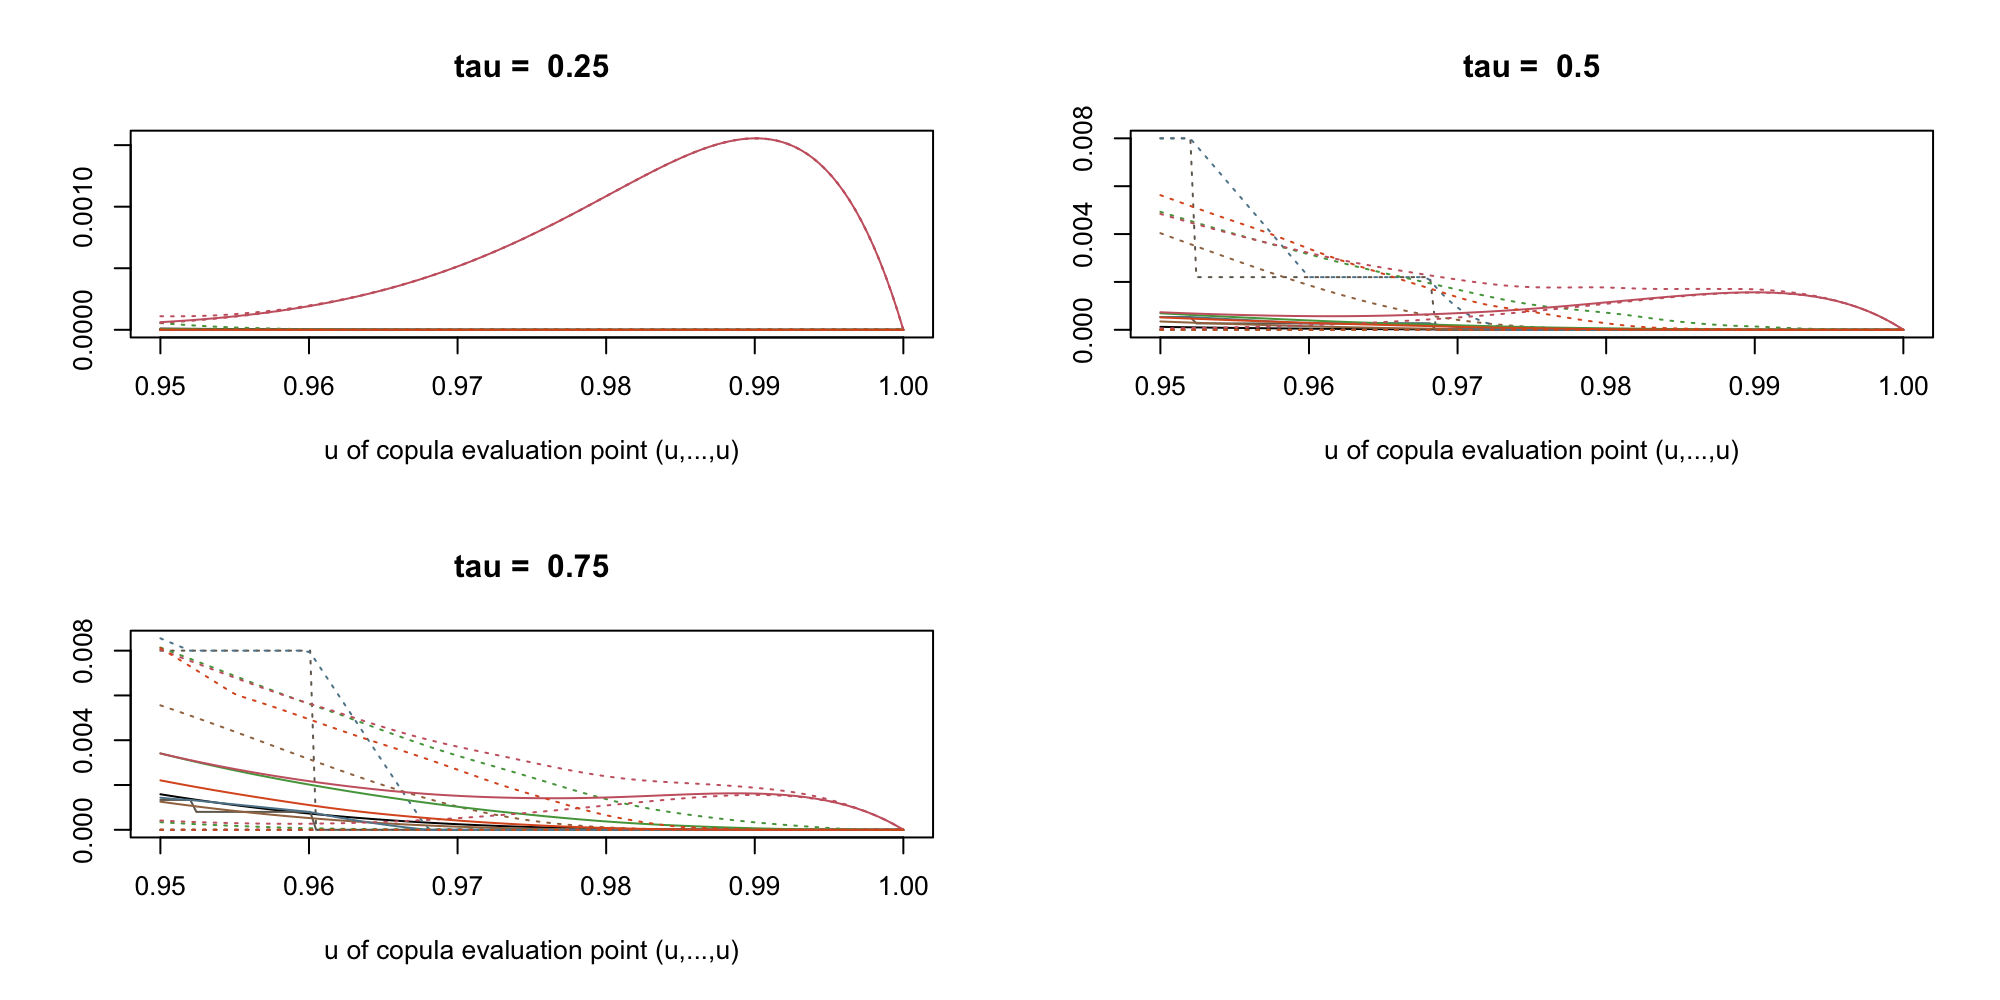 tau = 0.25
0.0000 0.0010
0.95 0.96 0.97 0.98 0.99 1.00
u of copula evaluation point (u,...,u)
tau = 0.5
0.000 0.004 0.008
0.95 0.96 0.97 0.98 0.99 1.00
u of copula evaluation point (u,...,u)
tau = 0.75
0.000 0.004 0.008
0.95 0.96 0.97 0.98 0.99 1.00
u of copula evaluation point (u,...,u)